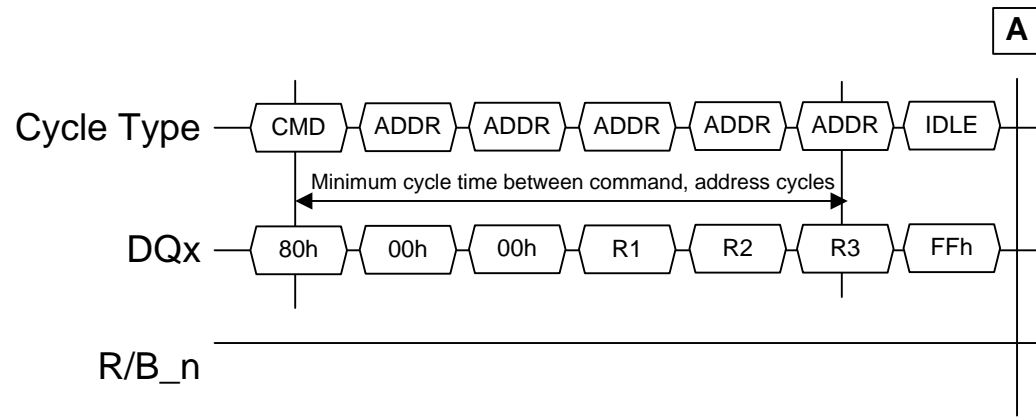 A
Cycle Type CMD ADDR ADDR ADDR ADDR ADDR IDLE
Minimum cycle time between command, address cycles
DQx 80h 00h 00h R1 R2 R3 FFh
R/B_n